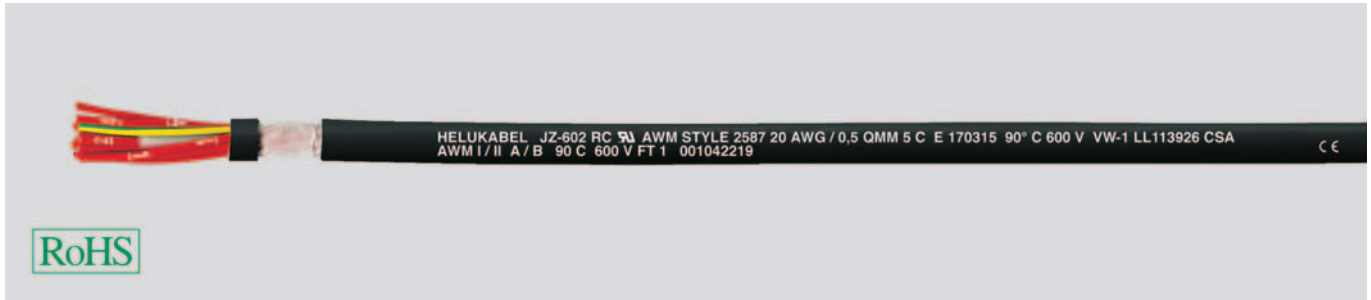 HELUKABEL JZ-602 RC RU AWM STYLE 2587 20 AWG / 0,5 QMM 5 C E 170315 90° C 600 V VW-1 LL113926 CSA
AWM I / II A / B 90 C 600 V FT 1 001042219
CE
RoHS